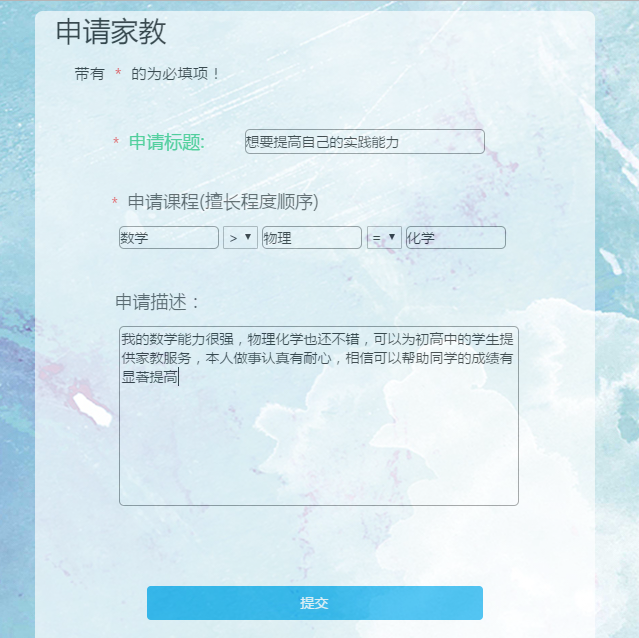 申请家教
带有 * 的为必填项！
* 申请标题: 想要提高自己的实践能力
* 申请课程(擅长程度顺序)
数学 > 物理 = 化学
申请描述：
我的数学能力很强，物理化学也还不错，可以为初高中的学生提
供家教服务，本人做事认真有耐心，相信可以帮助同学的成绩有
显著提高
提交